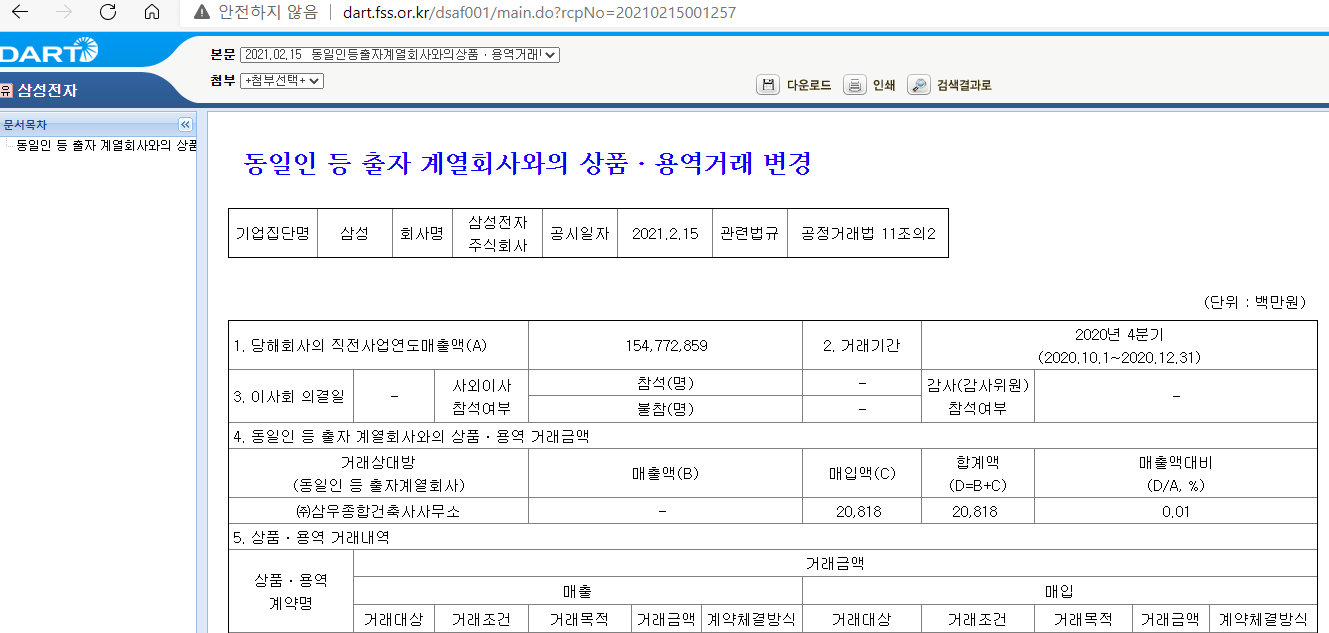 안전하지 않음 | dart.fss.or.kr/dsaf001/main.do?rcpNo=20210215001257
DART
본문 2021.02.15 동일인등출자계열회사와의상품ㆍ용역거래
첨부 +첨부선택+
다운로드 인쇄 검색결과로
유 삼성전자
문서목차
동일인 등 출자 계열회사와의 상품
동일인 등 출자 계열회사와의 상품ㆍ용역거래 변경
기업집단명 삼성 회사명 삼성전자 주식회사 공시일자 2021.2.15 관련법규 공정거래법 11조의2
(단위 : 백만원)
1. 당해회사의 직전사업연도매출액(A) 154,772,859 2. 거래기간 2020년 4분기 (2020.10.1~2020.12.31)
3. 이사회 의결일 - 사외이사 참석여부 참석(명) - 감사(감사위원) 참석여부 -
불참(명) -
4. 동일인 등 출자 계열회사와의 상품ㆍ용역 거래금액
거래상대방 (동일인 등 출자계열회사) 매출액(B) 매입액(C) 합계액 (D=B+C) 매출액대비 (D/A, %)
㈜삼우종합건축사사무소 - 20,818 20,818 0.01
5. 상품ㆍ용역 거래내역
상품ㆍ용역 계약명 거래금액
매출 매입
거래대상 거래조건 거래목적 거래금액 계약체결방식 거래대상 거래조건 거래목적 거래금액 계약체결방식